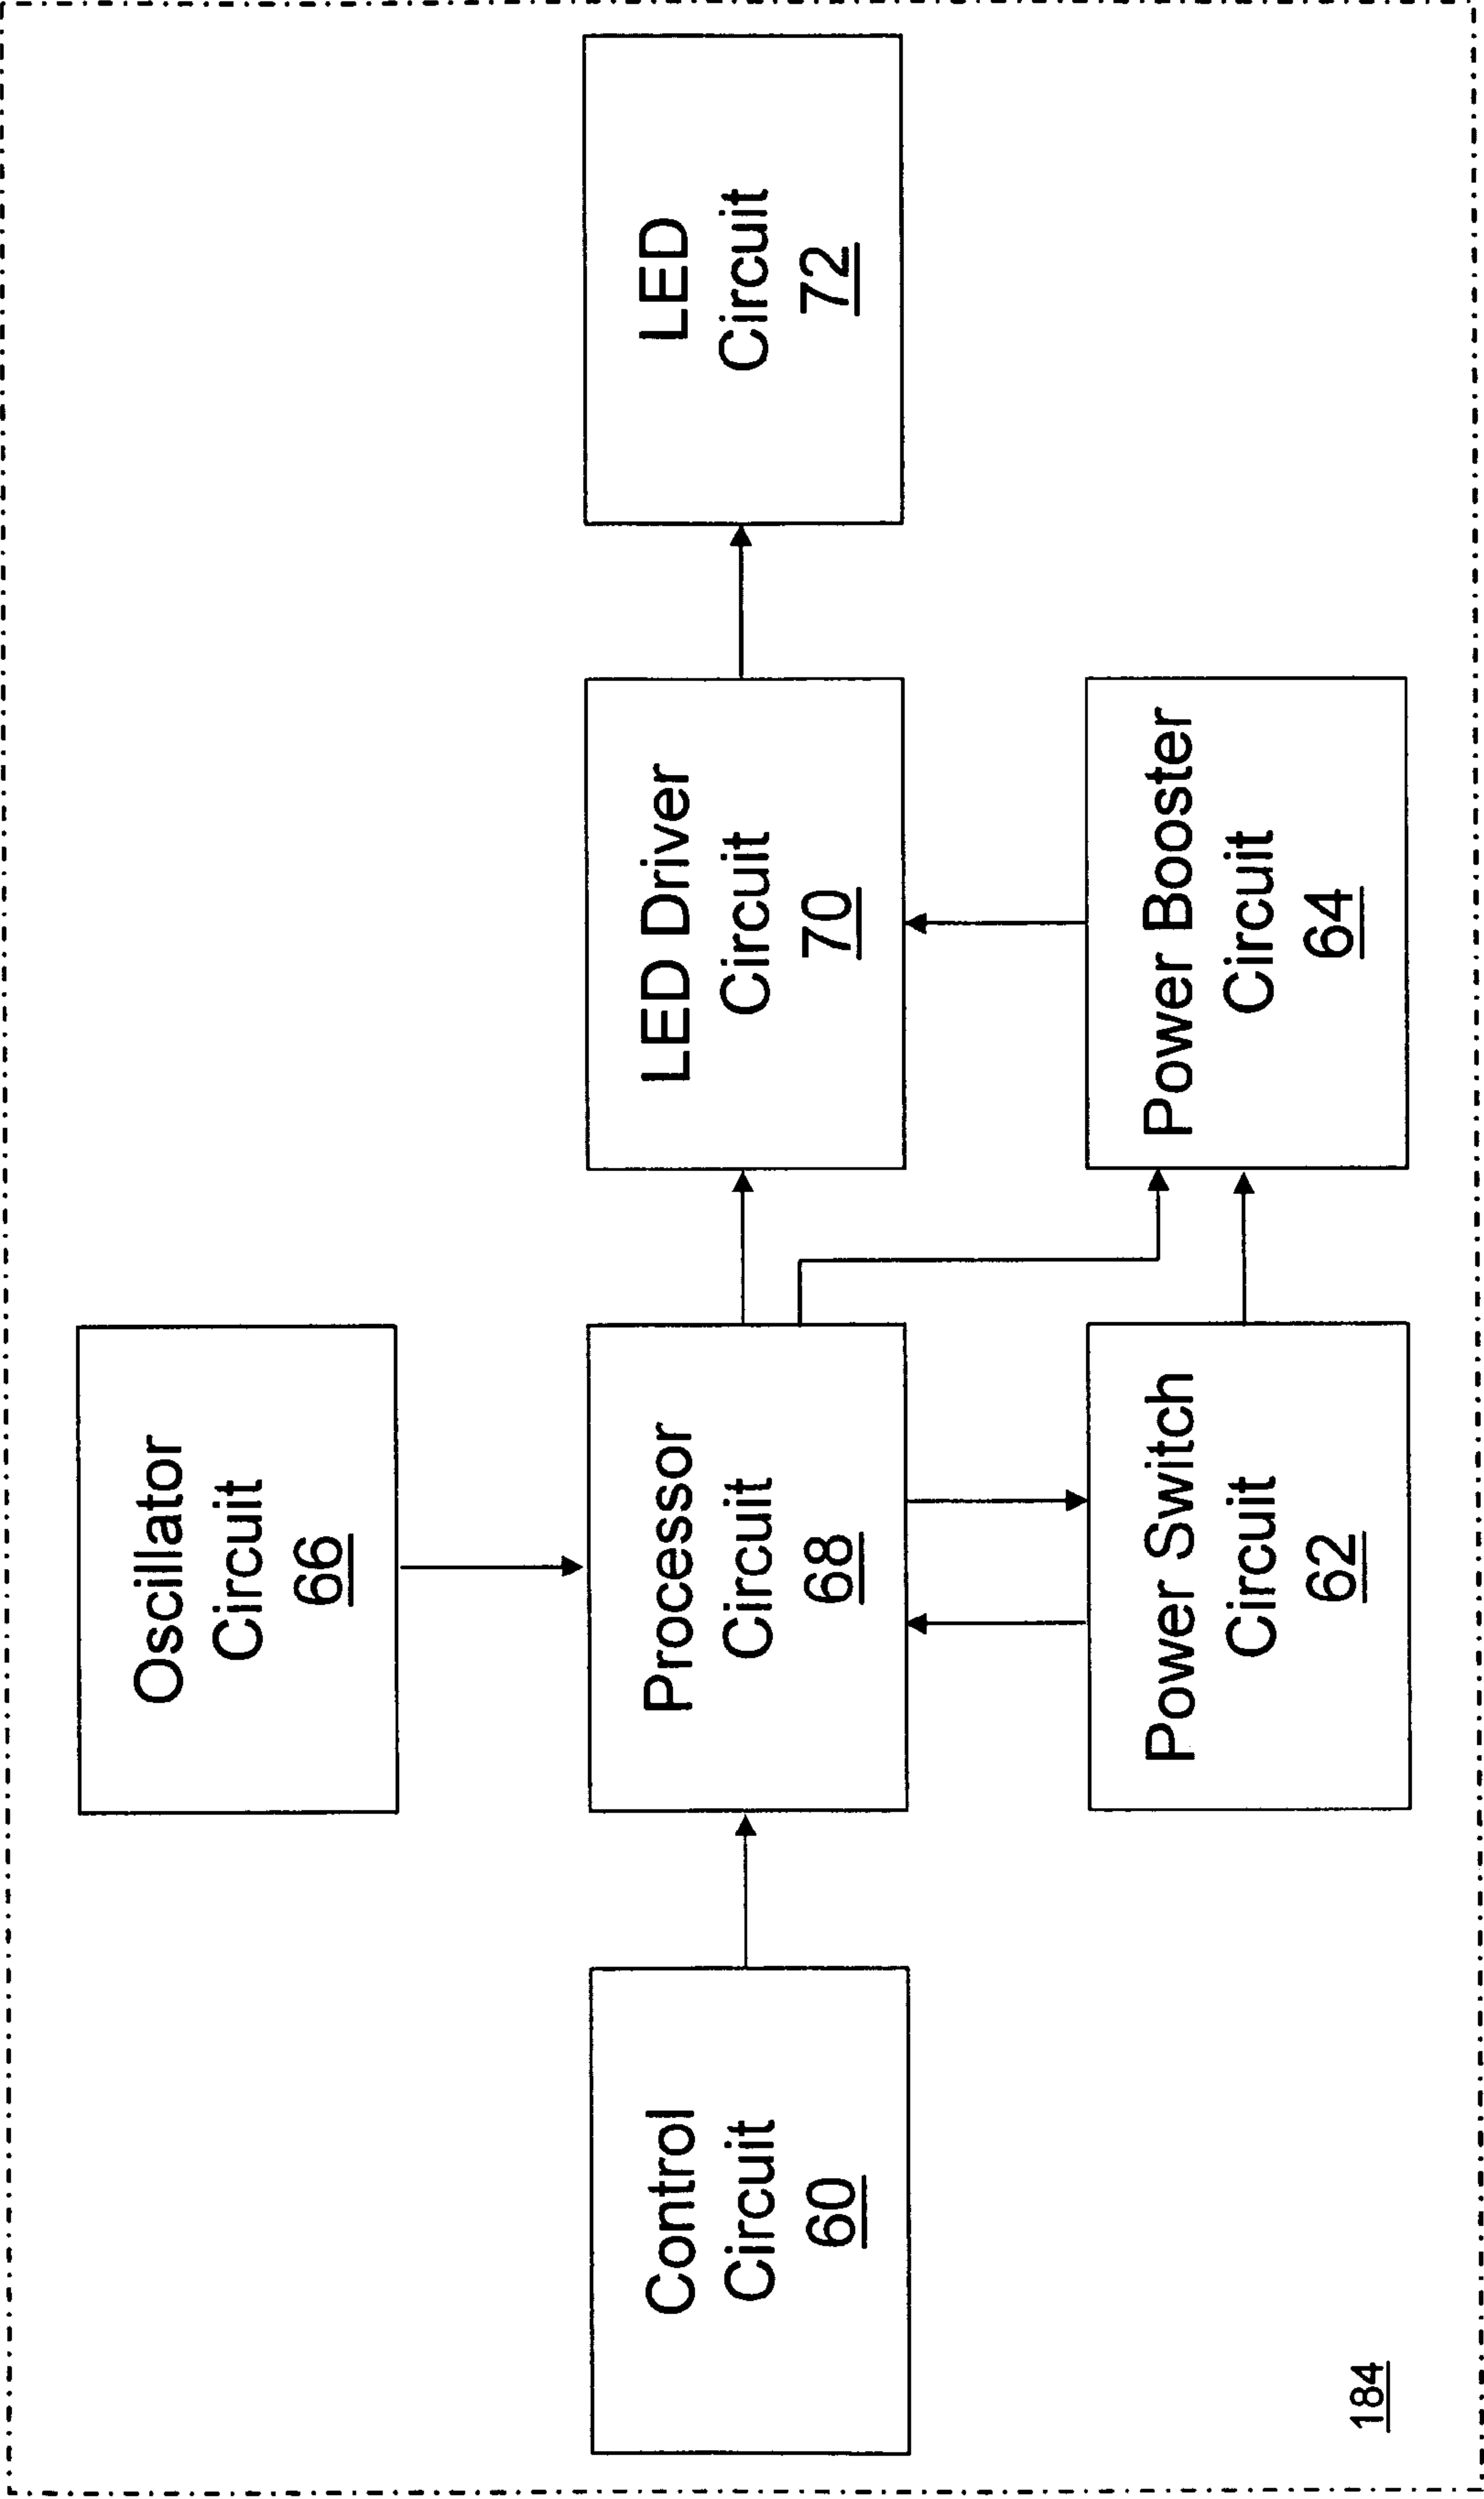 Oscillator
Circuit
66
Control
Circuit
60
Processor
Circuit
68
LED Driver
Circuit
70
LED
Circuit
72
Power Switch
Circuit
62
Power Booster
Circuit
64
184